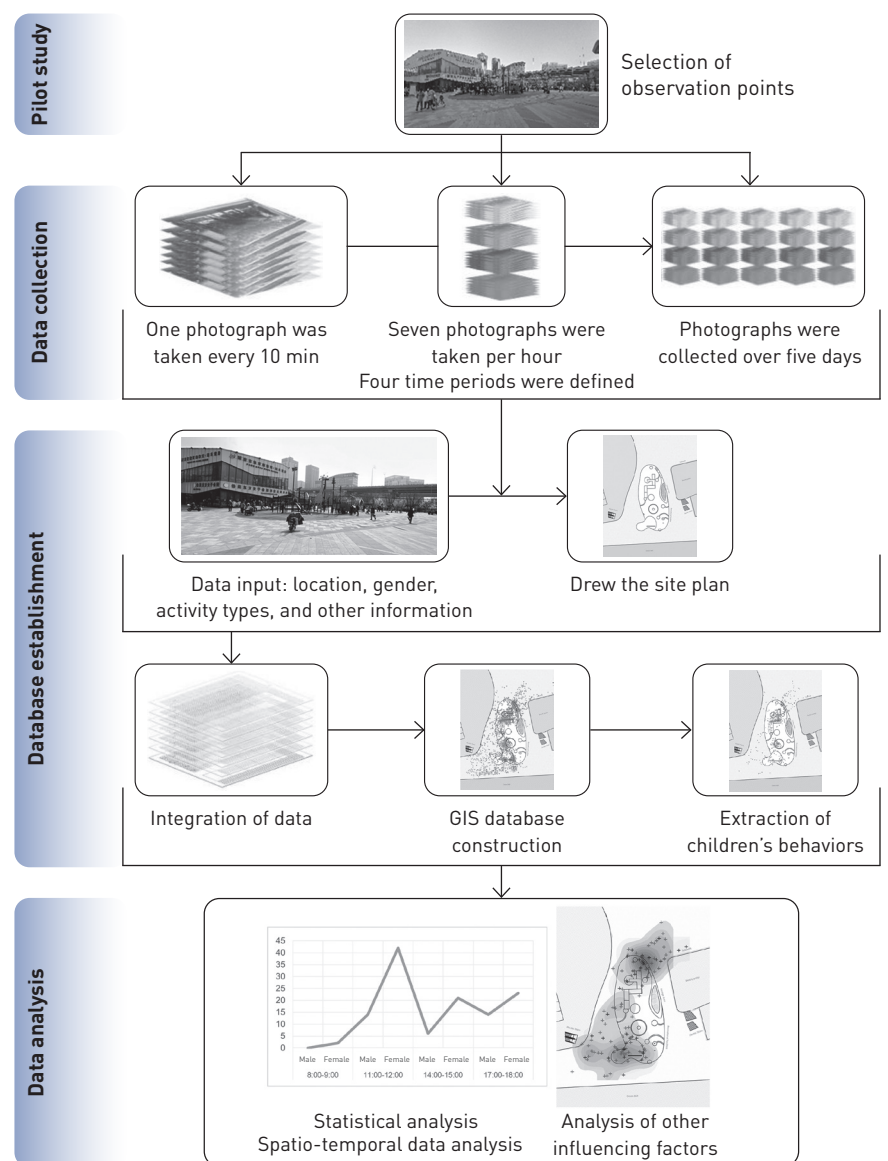 Pilot study
Selection of
observation points
Data collection
One photograph was
taken every 10 min
Seven photographs were
taken per hour
Four time periods were defined
Photographs were
collected over five days
Database establishment
Data input: location, gender,
activity types, and other information
Drew the site plan
Integration of data
GIS database
construction
Extraction of
children’s behaviors
Data analysis
45
40
35
30
25
20
15
10
5
0
Male Female Male Female Male Female Male Female
8:00-9:00 11:00-12:00 14:00-15:00 17:00-18:00
Statistical analysis
Spatio-temporal data analysis
Analysis of other
influencing factors